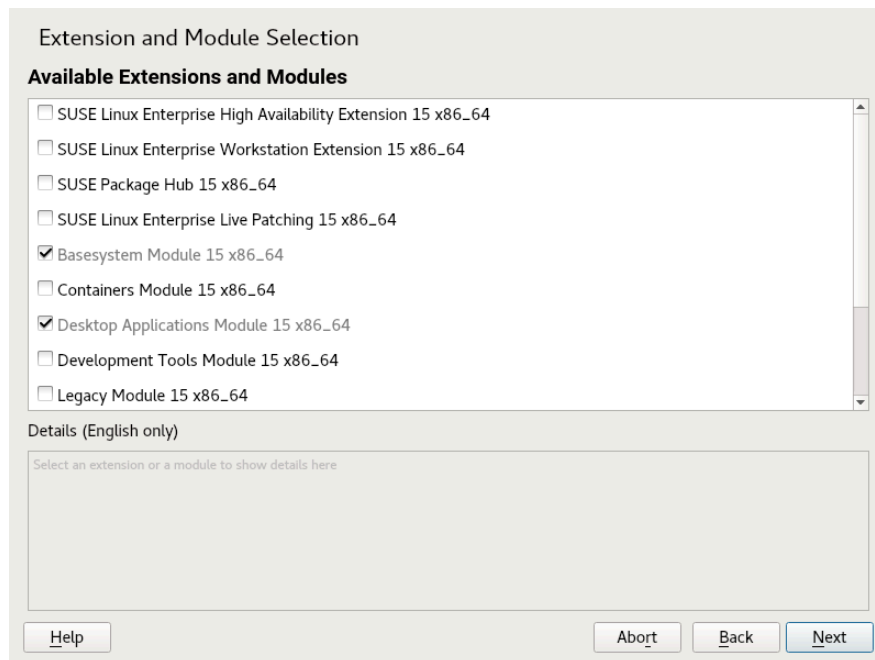 Extension and Module Selection
Available Extensions and Modules
SUSE Linux Enterprise High Availability Extension 15 x86_64
SUSE Linux Enterprise Workstation Extension 15 x86_64
SUSE Package Hub 15 x86_64
SUSE Linux Enterprise Live Patching 15 x86_64
Basesystem Module 15 x86_64
Containers Module 15 x86_64
Desktop Applications Module 15 x86_64
Development Tools Module 15 x86_64
Legacy Module 15 x86_64
Details (English only)
Select an extension or a module to show details here
Help Abort Back Next